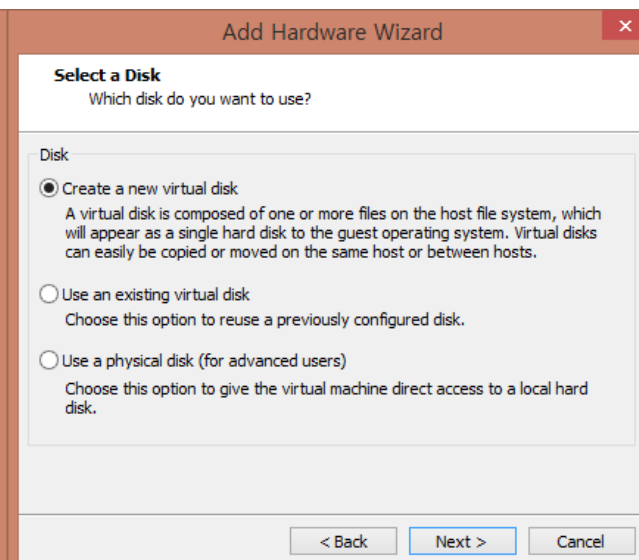 Add Hardware Wizard
Select a Disk
Which disk do you want to use?
Disk
Create a new virtual disk
A virtual disk is composed of one or more files on the host file system, which
will appear as a single hard disk to the guest operating system. Virtual disks
can easily be copied or moved on the same host or between hosts.
Use an existing virtual disk
Choose this option to reuse a previously configured disk.
Use a physical disk (for advanced users)
Choose this option to give the virtual machine direct access to a local hard
disk.
< Back Next > Cancel